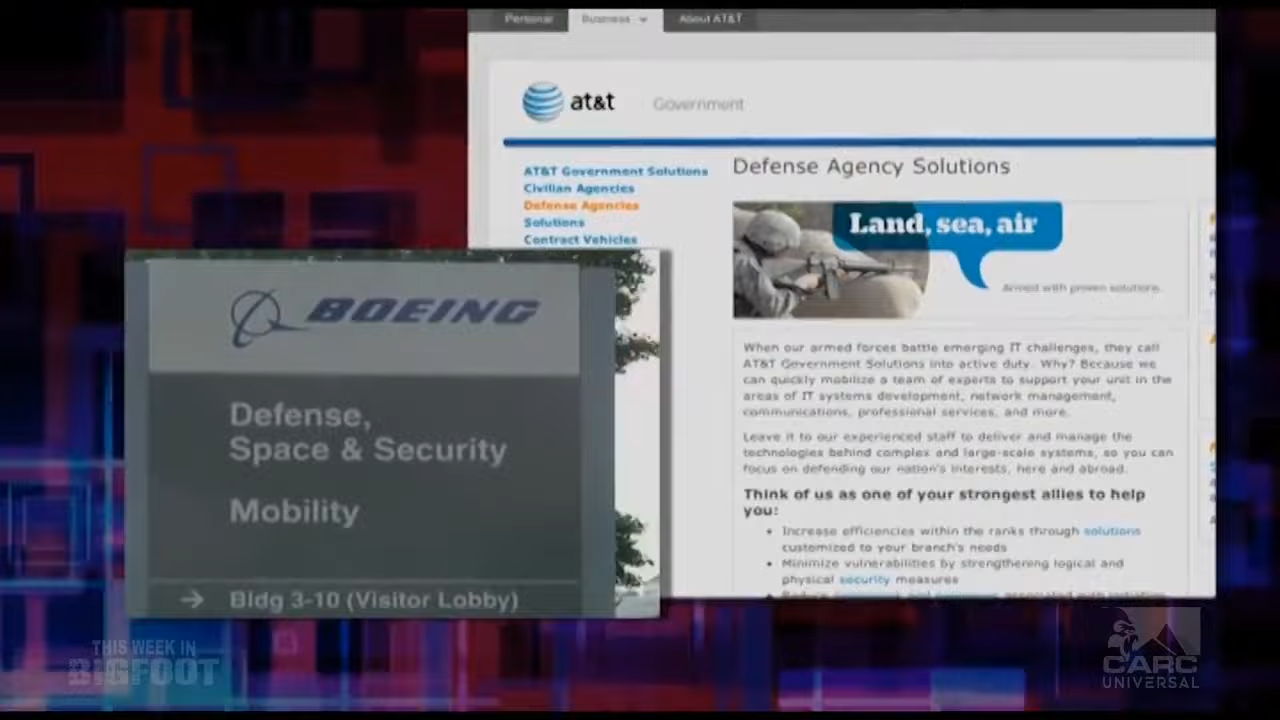 Personal
Business
About AT&T
at&t
Government
AT&T Government Solutions
Civilian Agencies
Defense Agencies
Solutions
Contract Vehicles
Defense Agency Solutions
Land, sea, air
Armed with proven solutions.
When our armed forces battle emerging IT challenges, they call
AT&T Government Solutions into active duty. Why? Because we
can quickly mobilize a team of experts to support your unit in the
areas of IT systems development, network management,
communications, professional services, and more.
Leave it to our experienced staff to deliver and manage the
technologies behind complex and large-scale systems, so you can
focus on defending our nation's interests, here and abroad.
Think of us as one of your strongest allies to help
you:
• Increase efficiencies within the ranks through solutions
customized to your branch's needs
• Minimize vulnerabilities by strengthening logical and
physical security measures
BOEING
Defense,
Space & Security
Mobility
→ Bldg 3-10 (Visitor Lobby)
THIS WEEK IN
BIGFOOT
CARC
UNIVERSAL